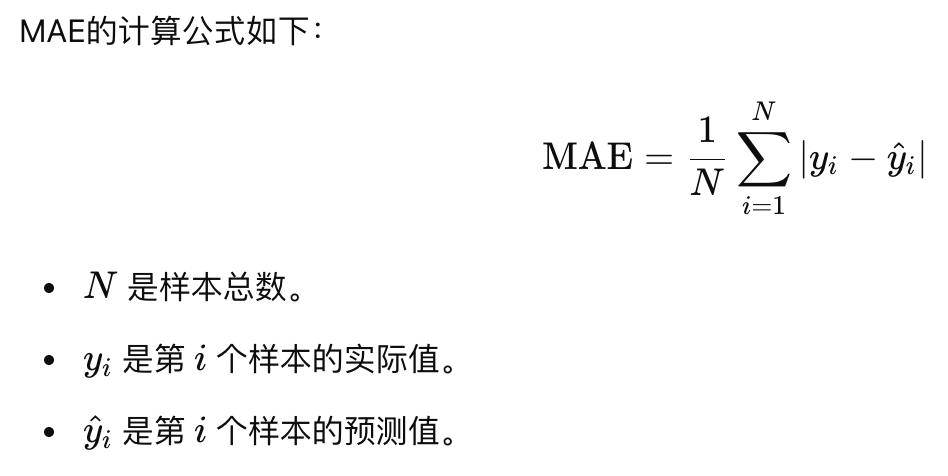 MAE的计算公式如下：
MAE = \frac{1}{N} \sum_{i=1}^{N} |y_i - \hat{y}_i|
• N 是样本总数。
• y_i 是第 i 个样本的实际值。
• \hat{y}_i 是第 i 个样本的预测值。